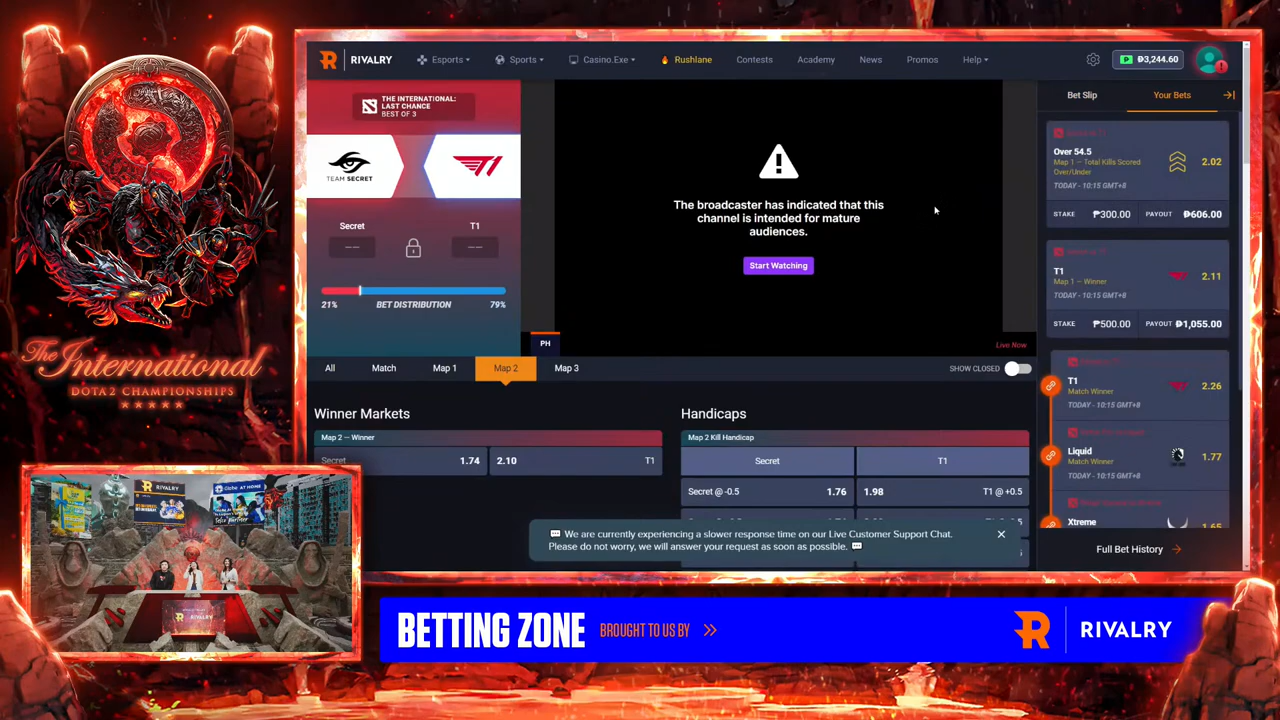 The International
DOTA2 CHAMPIONSHIPS
RIVALRY
Esports
Sports
Casino.Exe
Rushlane
Contests
Academy
News
Promos
Help
₱3,244.60
THE INTERNATIONAL:
LAST CHANCE
BEST OF 3
TEAM SECRET
T1
Secret
T1
--
--
21%
BET DISTRIBUTION
79%
The broadcaster has indicated that this
channel is intended for mature
audiences.
Start Watching
PH
Live Now
All
Match
Map 1
Map 2
Map 3
SHOW CLOSED
Winner Markets
Map 2 — Winner
Secret
1.74
2.10
T1
Handicaps
Map 2 Kill Handicap
Secret
T1
Secret @ -0.5
1.76
1.98
T1 @ +0.5
We are currently experiencing a slower response time on our Live Customer Support Chat.
Please do not worry, we will answer your request as soon as possible.
Bet Slip
Your Bets
Over 54.5
Map 1 — Total Kills Scored
Over/Under
TODAY - 10:15 GMT+8
2.02
STAKE
₱300.00
PAYOUT
₱606.00
T1
Map 1 — Winner
TODAY - 10:15 GMT+8
2.11
STAKE
₱500.00
PAYOUT
₱1,055.00
T1
Match Winner
TODAY - 10:15 GMT+8
2.26
Liquid
Match Winner
TODAY - 10:15 GMT+8
1.77
Xtreme
1.65
Full Bet History
RIVALRY
Globe AT HOME
BETTING ZONE
BROUGHT TO US BY
RIVALRY